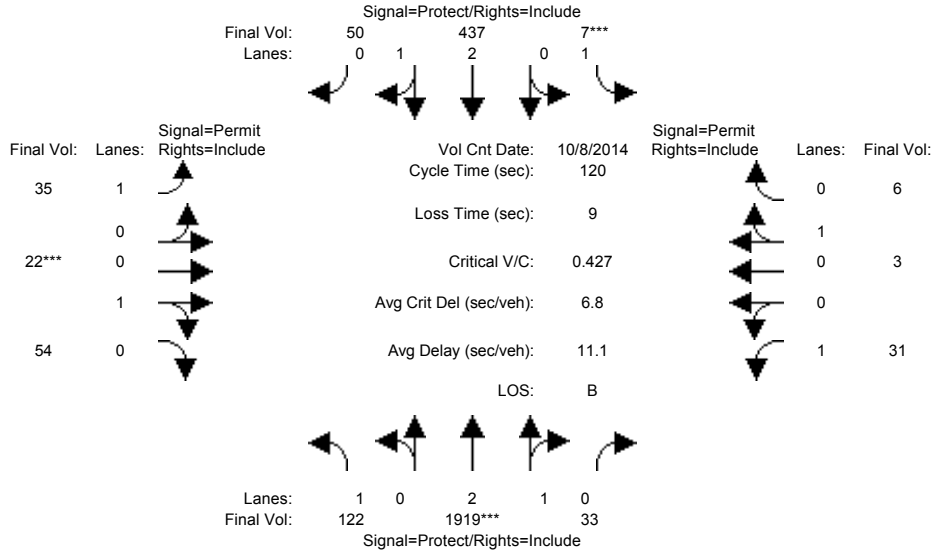 Signal=Protect/Rights=Include
Final Vol: 50 437 7***
Lanes: 0 1 2 0 1
Signal=Permit
Final Vol: Lanes: Rights=Include
Vol Cnt Date: 10/8/2014
Signal=Permit
Rights=Include Lanes: Final Vol:
Cycle Time (sec): 120
35 1
0 6
Loss Time (sec): 9
0
1
22*** 0
Critical V/C: 0.427
0 3
1
Avg Crit Del (sec/veh): 6.8
0
54 0
Avg Delay (sec/veh): 11.1
1 31
LOS: B
Lanes: 1 0 2 1 0
Final Vol: 122 1919*** 33
Signal=Protect/Rights=Include